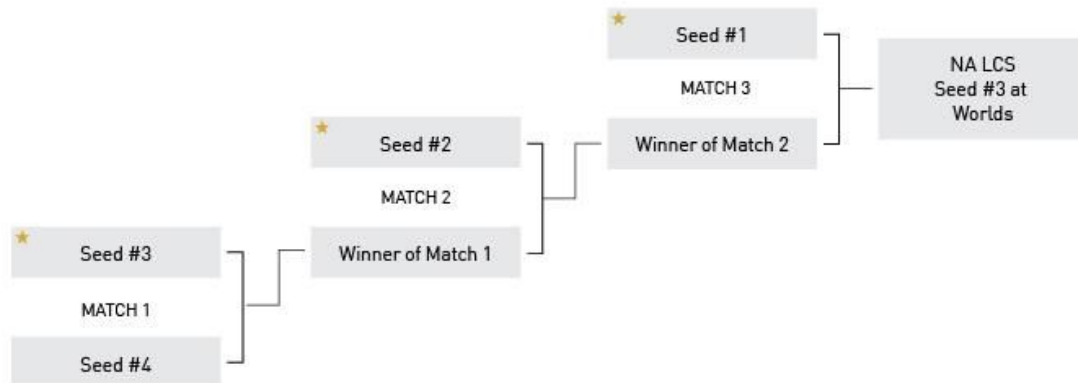 Seed #1
MATCH 3
Winner of Match 2
NA LCS
Seed #3 at
Worlds
Seed #2
MATCH 2
Winner of Match 1
Seed #3
MATCH 1
Seed #4